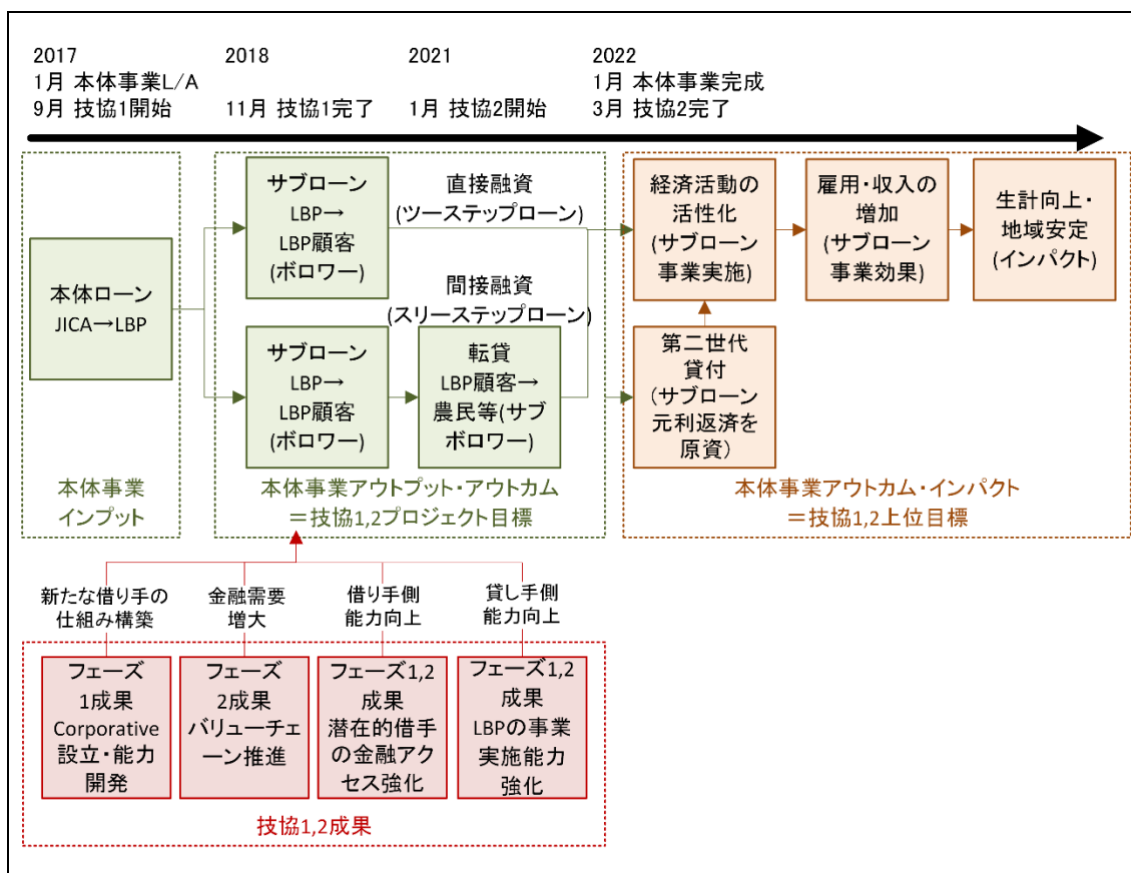 2017
1月 本体事業L/A
9月 技協1開始
2018
11月 技協1完了
2021
1月 技協2開始
2022
1月 本体事業完成
3月 技協2完了
本体ローン
JICA→LBP
本体事業
インプット
サブローン
LBP→
LBP顧客
(ボロワー)
直接融資
(ツーステップローン)
間接融資
(スリーステップローン)
サブローン
LBP→
LBP顧客
(ボロワー)
転貸
LBP顧客→
農民等(サブ
ボロワー)
本体事業アウトプット・アウトカム
＝技協1,2プロジェクト目標
経済活動の
活性化
(サブローン
事業実施)
雇用・収入の
増加
(サブローン
事業効果)
生計向上・
地域安定
(インパクト)
第二世代
貸付
（サブローン
元利返済を
原資）
本体事業アウトカム・インパクト
＝技協1,2上位目標
新たな借り手の
仕組み構築
金融需要
増大
借り手側
能力向上
貸し手側
能力向上
フェーズ
1成果
Corporative
設立・能力
開発
フェーズ
2成果
バリューチェ
ーン推進
フェーズ1,2
成果
潜在的借手
の金融アク
セス強化
フェーズ1,2
成果
LBPの事業
実施能力
強化
技協1,2成果